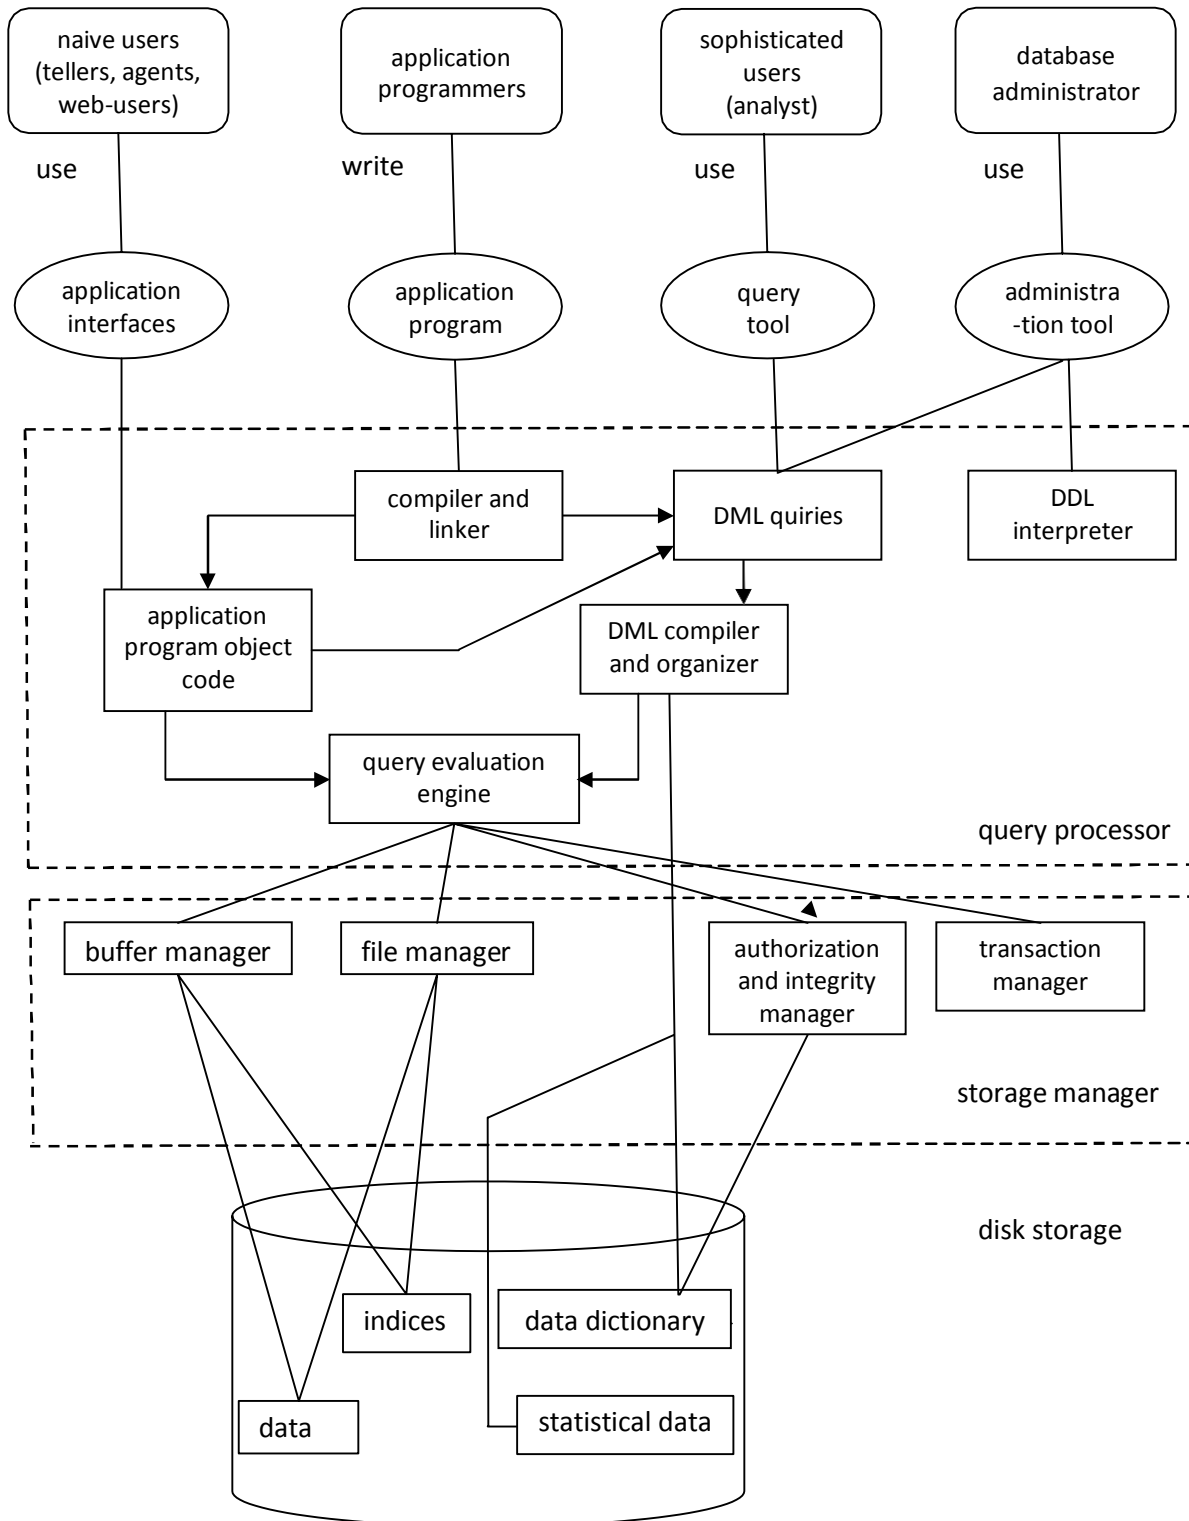 naive users
(tellers, agents,
web-users)
application
programmers
sophisticated
users
(analyst)
database
administrator
use
write
use
use
application
interfaces
application
program
query
tool
administra
-tion tool
compiler and
linker
DML quiries
DDL
interpreter
application
program object
code
DML compiler
and organizer
query evaluation
engine
query processor
buffer manager
file manager
authorization
and integrity
manager
transaction
manager
storage manager
disk storage
indices
data dictionary
data
statistical data